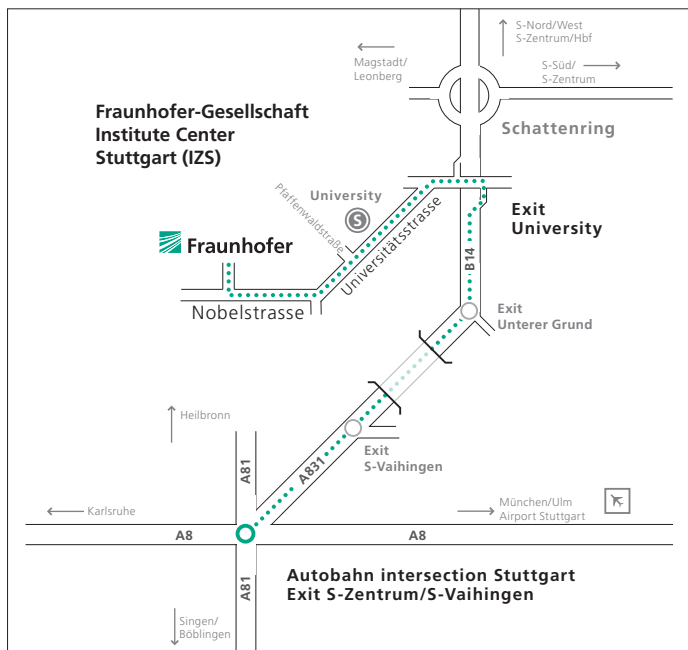 S-Nord/West
S-Zentrum/Hbf
Magstadt/
Leonberg
S-Süd/
S-Zentrum
Fraunhofer-Gesellschaft
Institute Center
Stuttgart (IZS)
Schattenring
University
S
Pfaffenwaldstraße
Universitätsstrasse
Exit
University
Fraunhofer
B14
Nobelstrasse
Exit
Unterer Grund
Heilbronn
Exit
S-Vaihingen
A81
A831
Karlsruhe
München/Ulm
Airport Stuttgart
A8
A8
A81
Autobahn intersection Stuttgart
Exit S-Zentrum/S-Vaihingen
Singen/
Böblingen